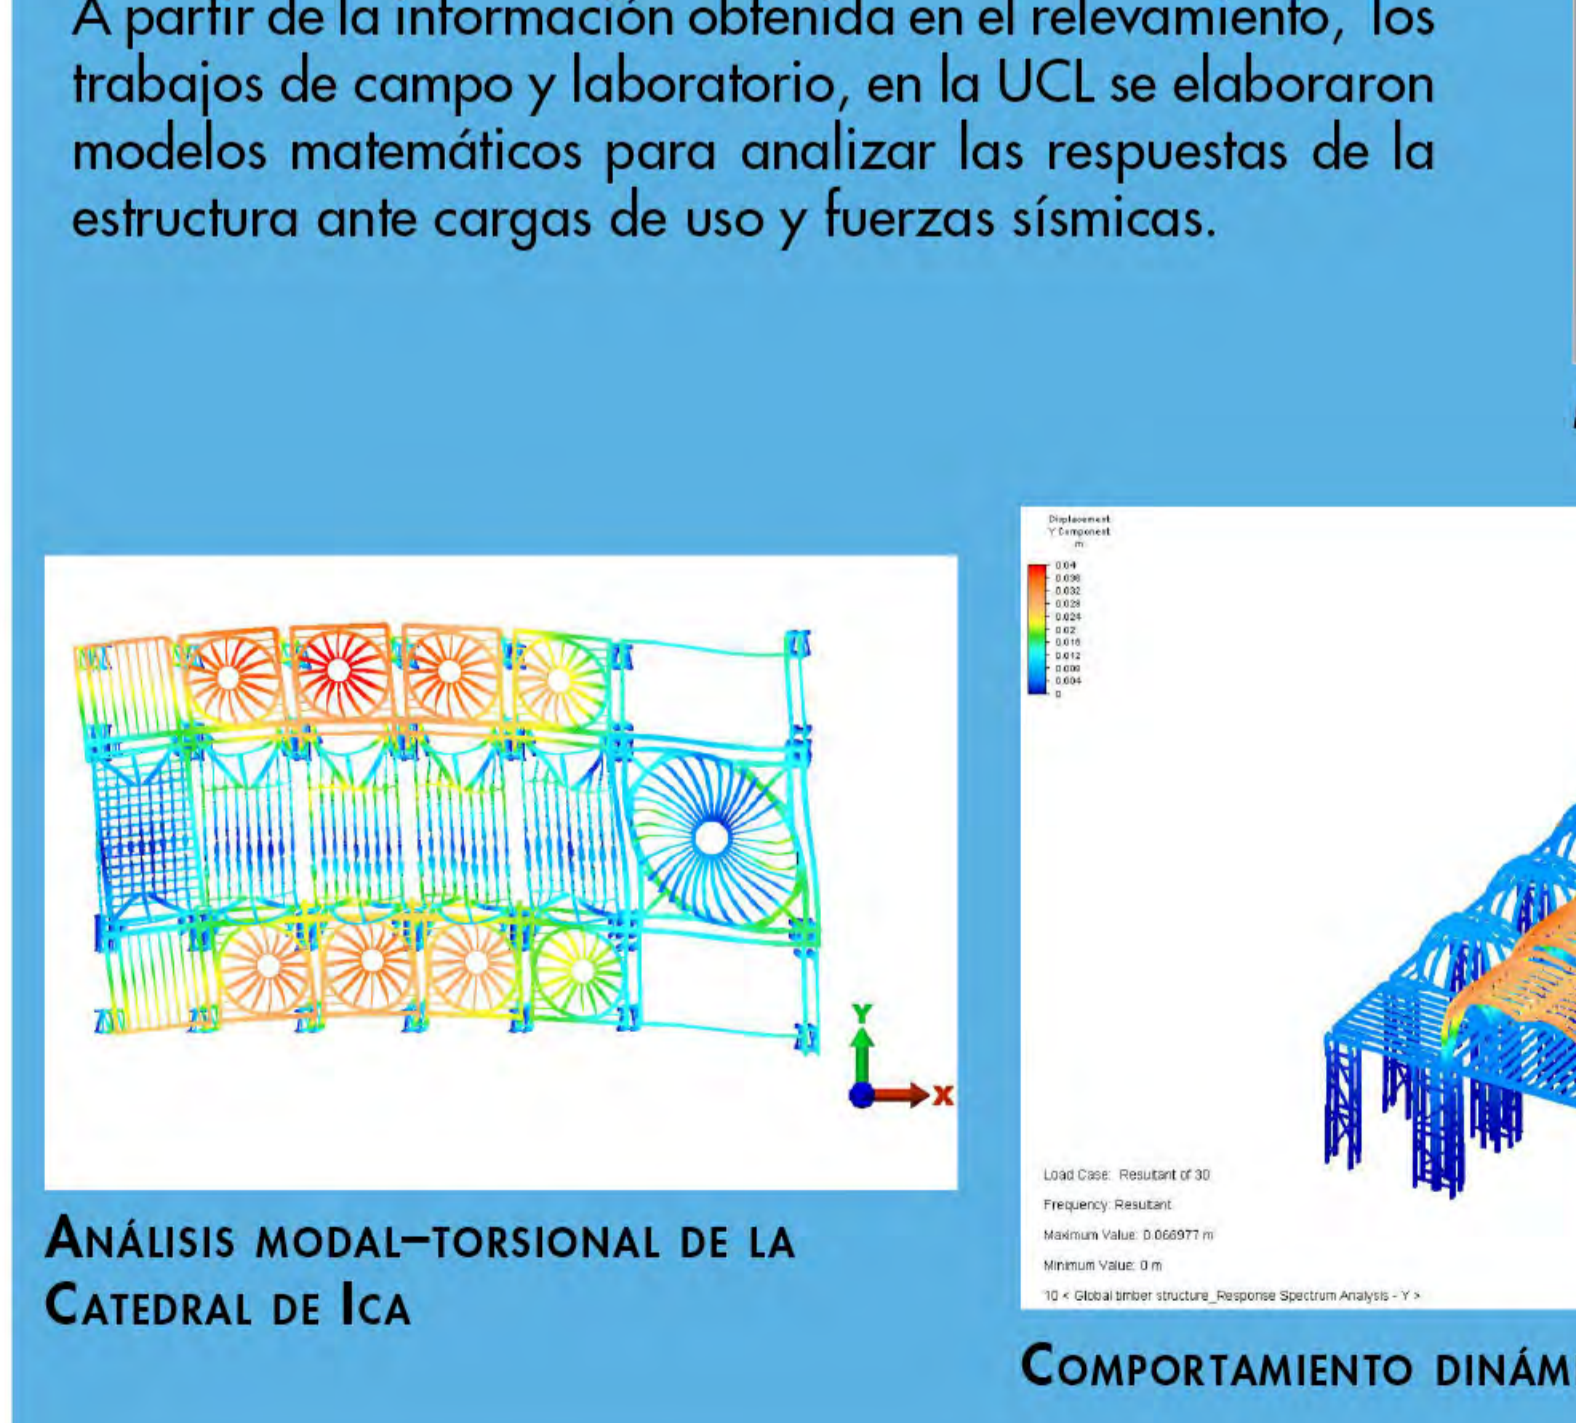 A partir de la información obtenida en el relevamiento, los
trabajos de campo y laboratorio, en la UCL se elaboraron
modelos matemáticos para analizar las respuestas de la
estructura ante cargas de uso y fuerzas sísmicas.
Y
X
ANÁLISIS MODAL–TORSIONAL DE LA
CATEDRAL DE ICA
Displacement
Y Component
m
0.04
0.036
0.032
0.028
0.024
0.02
0.016
0.012
0.008
0.004
0
Load Case: Resultant of 30
Frequency: Resultant
Maximum Value: 0.066977 m
Minimum Value: 0 m
10 < Global timber structure_Response Spectrum Analysis - Y >
COMPORTAMIENTO DINÁM